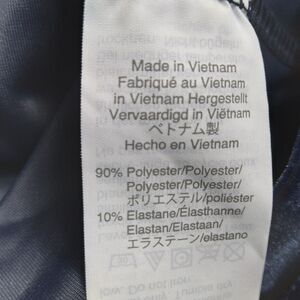 Made in Vietnam
Fabriqué au Vietnam
in Vietnam Hergestellt
Vervaardigd in Viëtnam
ベトナム製
Hecho en Vietnam
90% Polyester/Polyester/
Polyester/Polyester/
ポリエステル/poliéster
10% Elastane/Élasthanne/
Elastan/Elastaan/
エラステーン/elastano